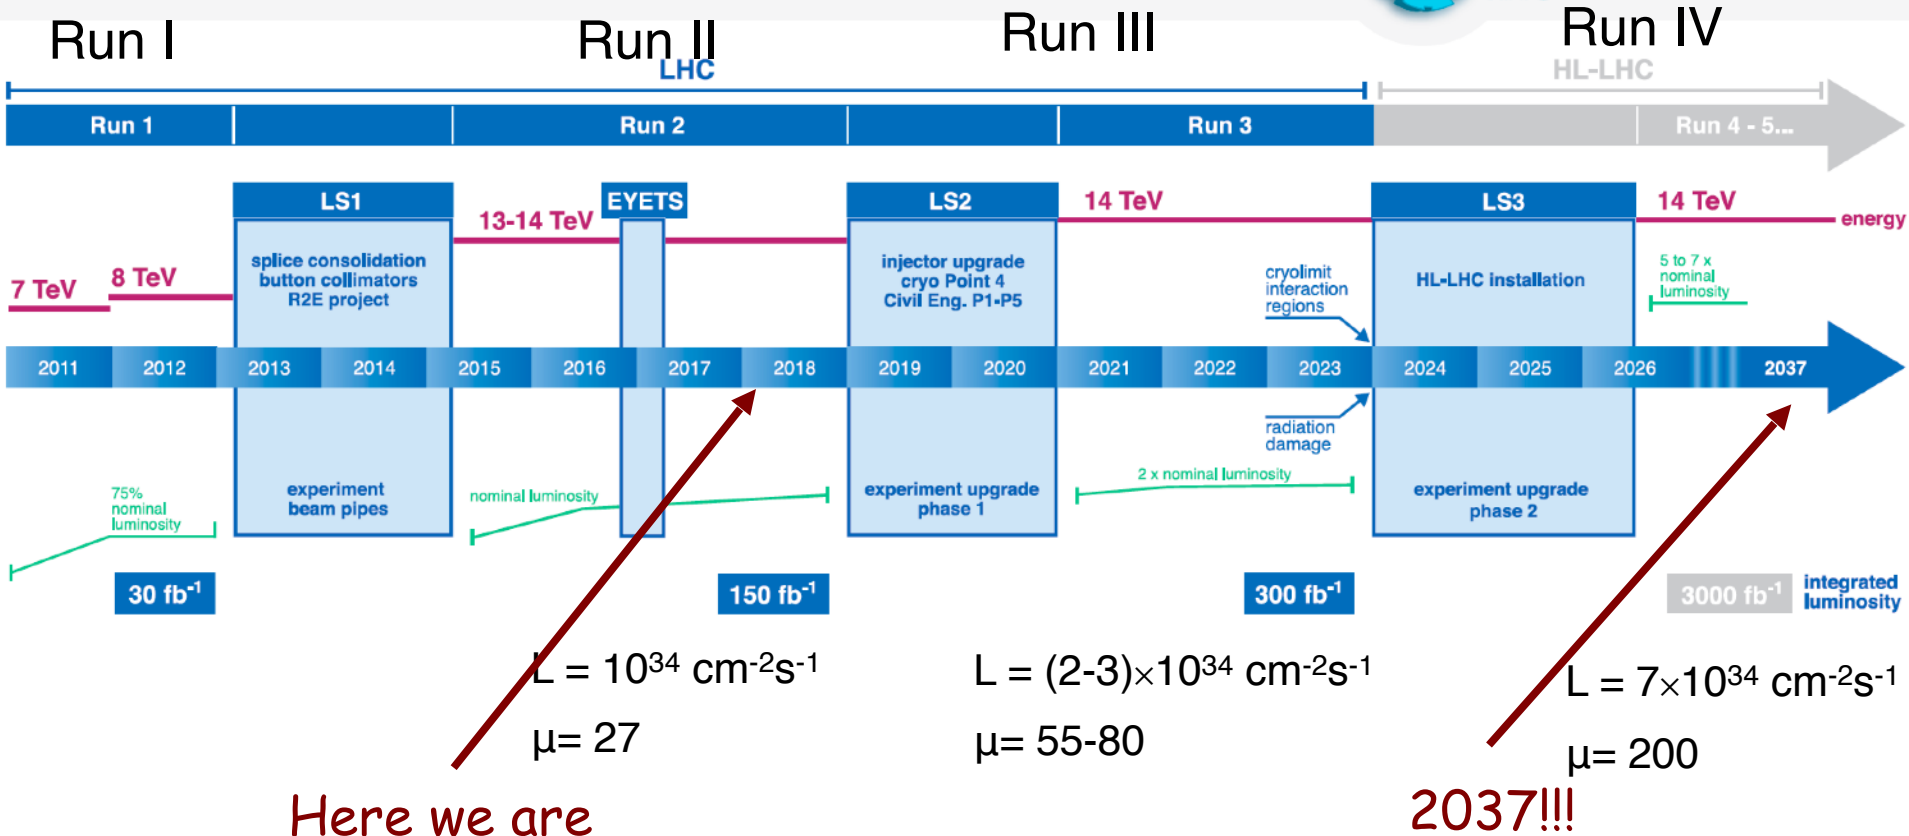 Run I
Run II
Run III
Run IV
LHC
HL-LHC
Run 1
Run 2
Run 3
Run 4 - 5...
LS1
EYETS
LS2
14 TeV
LS3
14 TeV
energy
13-14 TeV
7 TeV
8 TeV
splice consolidation
button collimators
R2E project
injector upgrade
cryo Point 4
Civil Eng. P1-P5
cryolimit
interaction
regions
HL-LHC installation
5 to 7 x
nominal
luminosity
2011 2012 2013 2014 2015 2016 2017 2018 2019 2020 2021 2022 2023 2024 2025 2026 2037
radiation
damage
75%
nominal
luminosity
experiment
beam pipes
nominal luminosity
experiment upgrade
phase 1
2 x nominal luminosity
experiment upgrade
phase 2
30 fb⁻¹
150 fb⁻¹
300 fb⁻¹
3000 fb⁻¹
integrated
luminosity
L = 10³⁴ cm⁻²s⁻¹
µ= 27
L = (2-3)×10³⁴ cm⁻²s⁻¹
µ= 55-80
L = 7×10³⁴ cm⁻²s⁻¹
µ= 200
Here we are
2037!!!